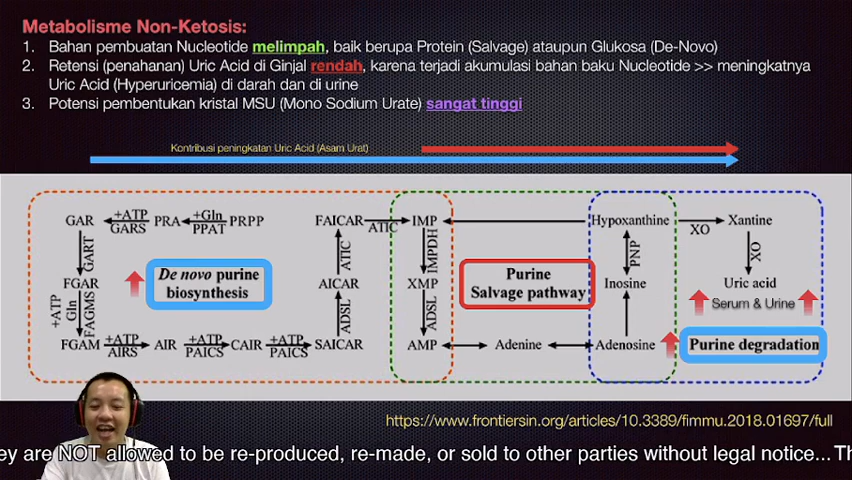 Metabolisme Non-Ketosis:
1. Bahan pembuatan Nucleotide melimpah, baik berupa Protein (Salvage) ataupun Glukosa (De-Novo)
2. Retensi (penahanan) Uric Acid di Ginjal rendah, karena terjadi akumulasi bahan baku Nucleotide >> meningkatnya
Uric Acid (Hyperuricemia) di darah dan di urine
3. Potensi pembentukan kristal MSU (Mono Sodium Urate) sangat tinggi
Kontribusi peningkatan Uric Acid (Asam Urat)
GAR
+ATP
GARS
PRA
+Gln
PPAT
PRPP
FAICAR
ATIC
IMP
Hypoxanthine
XO
Xantine
GART
ATIC
IMPDH
PNP
XO
FGAR
De novo purine
biosynthesis
AICAR
XMP
Purine
Salvage pathway
Inosine
Uric acid
Serum & Urine
+ATP
Gln
FAGMS
ADSL
ADSL
FGAM
+ATP
AIRS
AIR
+ATP
PAICS
CAIR
+ATP
PAICS
SAICAR
AMP
Adenine
Adenosine
Purine degradation
https://www.frontiersin.org/articles/10.3389/fimmu.2018.01697/full
ey are NOT allowed to be re-produced, re-made, or sold to other parties without legal notice... Th